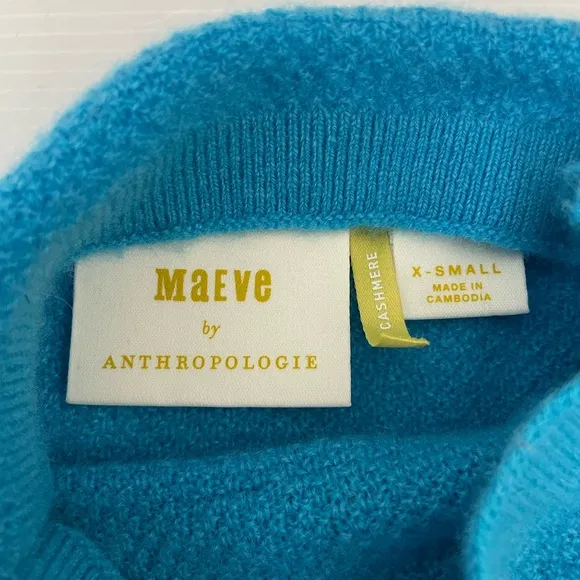 MAEVE
by
ANTHROPOLOGIE
CASHMERE
X-SMALL
MADE IN
CAMBODIA